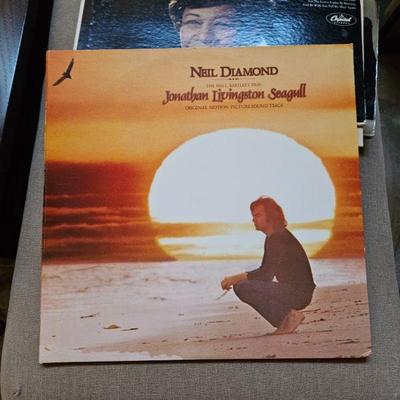 NEIL DIAMOND
THE HALL BARTLETT FILM
Jonathan Livingston Seagull
ORIGINAL MOTION PICTURE SOUND TRACK
Capitol